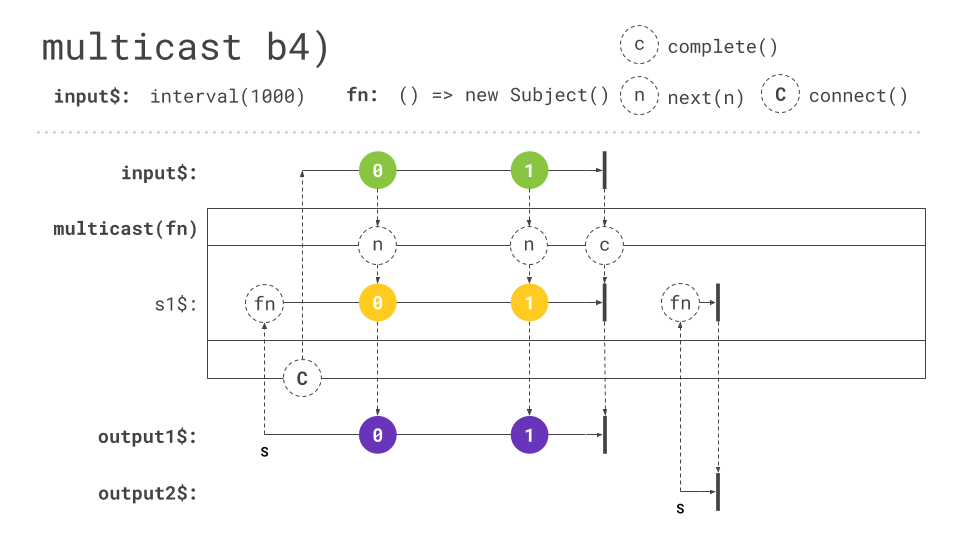 multicast b4)
c complete()
input$: interval(1000) fn: () => new Subject() n next(n) C connect()
input$: 0 1
multicast(fn)
n n c
s1$: fn 0 1 fn
C
output1$: 0 1
s
output2$:
s